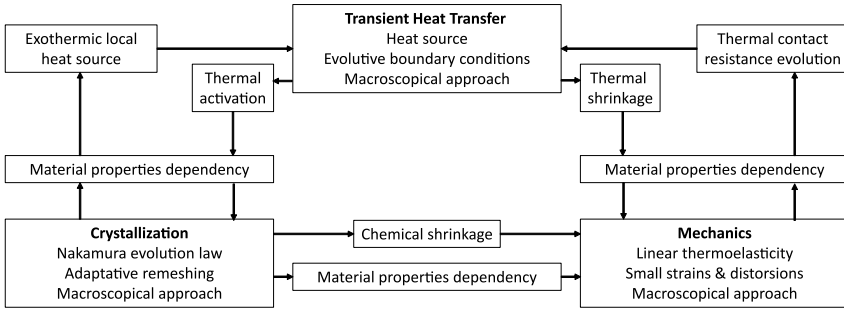 Transient Heat Transfer
Heat source
Evolutive boundary conditions
Macroscopical approach
Exothermic local
heat source
Thermal contact
resistance evolution
Thermal
activation
Thermal
shrinkage
Material properties dependency
Material properties dependency
Crystallization
Nakamura evolution law
Adaptative remeshing
Macroscopical approach
Chemical shrinkage
Material properties dependency
Mechanics
Linear thermoelasticity
Small strains & distorsions
Macroscopical approach